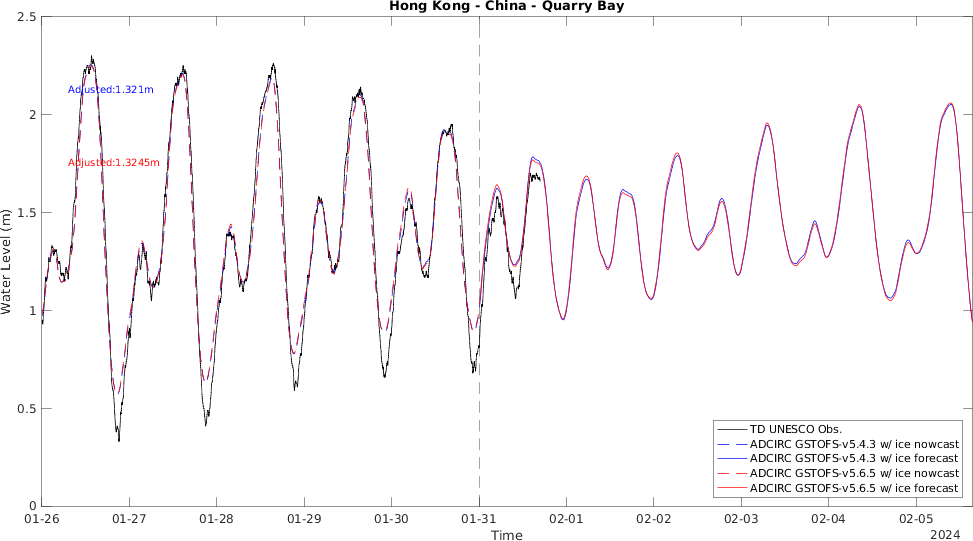 Hong Kong - China - Quarry Bay
2.5
2
1.5
1
0.5
0
Water Level (m)
Adjusted:1.321m
Adjusted:1.3245m
TD UNESCO Obs.
ADCIRC GSTOFS-v5.4.3 w/ ice nowcast
ADCIRC GSTOFS-v5.4.3 w/ ice forecast
ADCIRC GSTOFS-v5.6.5 w/ ice nowcast
ADCIRC GSTOFS-v5.6.5 w/ ice forecast
01-26 01-27 01-28 01-29 01-30 01-31 02-01 02-02 02-03 02-04 02-05
Time
2024